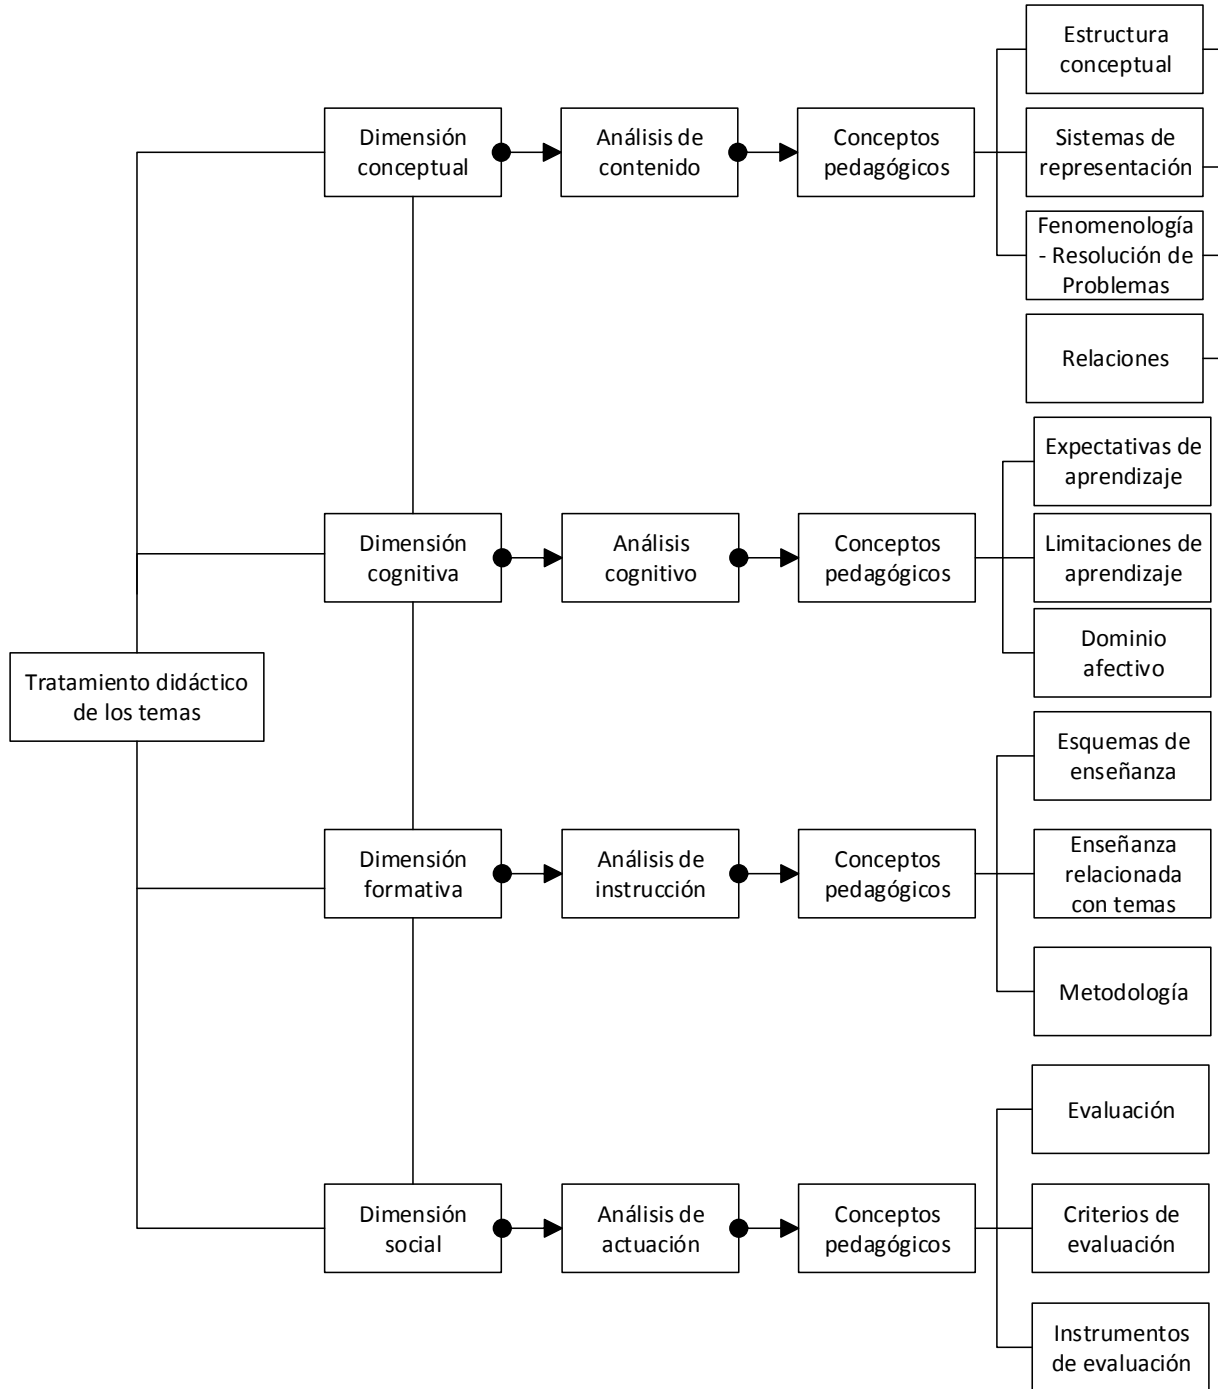 Estructura
conceptual
Dimensión
conceptual
Análisis de
contenido
Conceptos
pedagógicos
Sistemas de
representación
Fenomenología
- Resolución de
Problemas
Relaciones
Expectativas de
aprendizaje
Dimensión
cognitiva
Análisis
cognitivo
Conceptos
pedagógicos
Limitaciones de
aprendizaje
Dominio
afectivo
Tratamiento didáctico
de los temas
Esquemas de
enseñanza
Dimensión
formativa
Análisis de
instrucción
Conceptos
pedagógicos
Enseñanza
relacionada
con temas
Metodología
Evaluación
Dimensión
social
Análisis de
actuación
Conceptos
pedagógicos
Criterios de
evaluación
Instrumentos
de evaluación